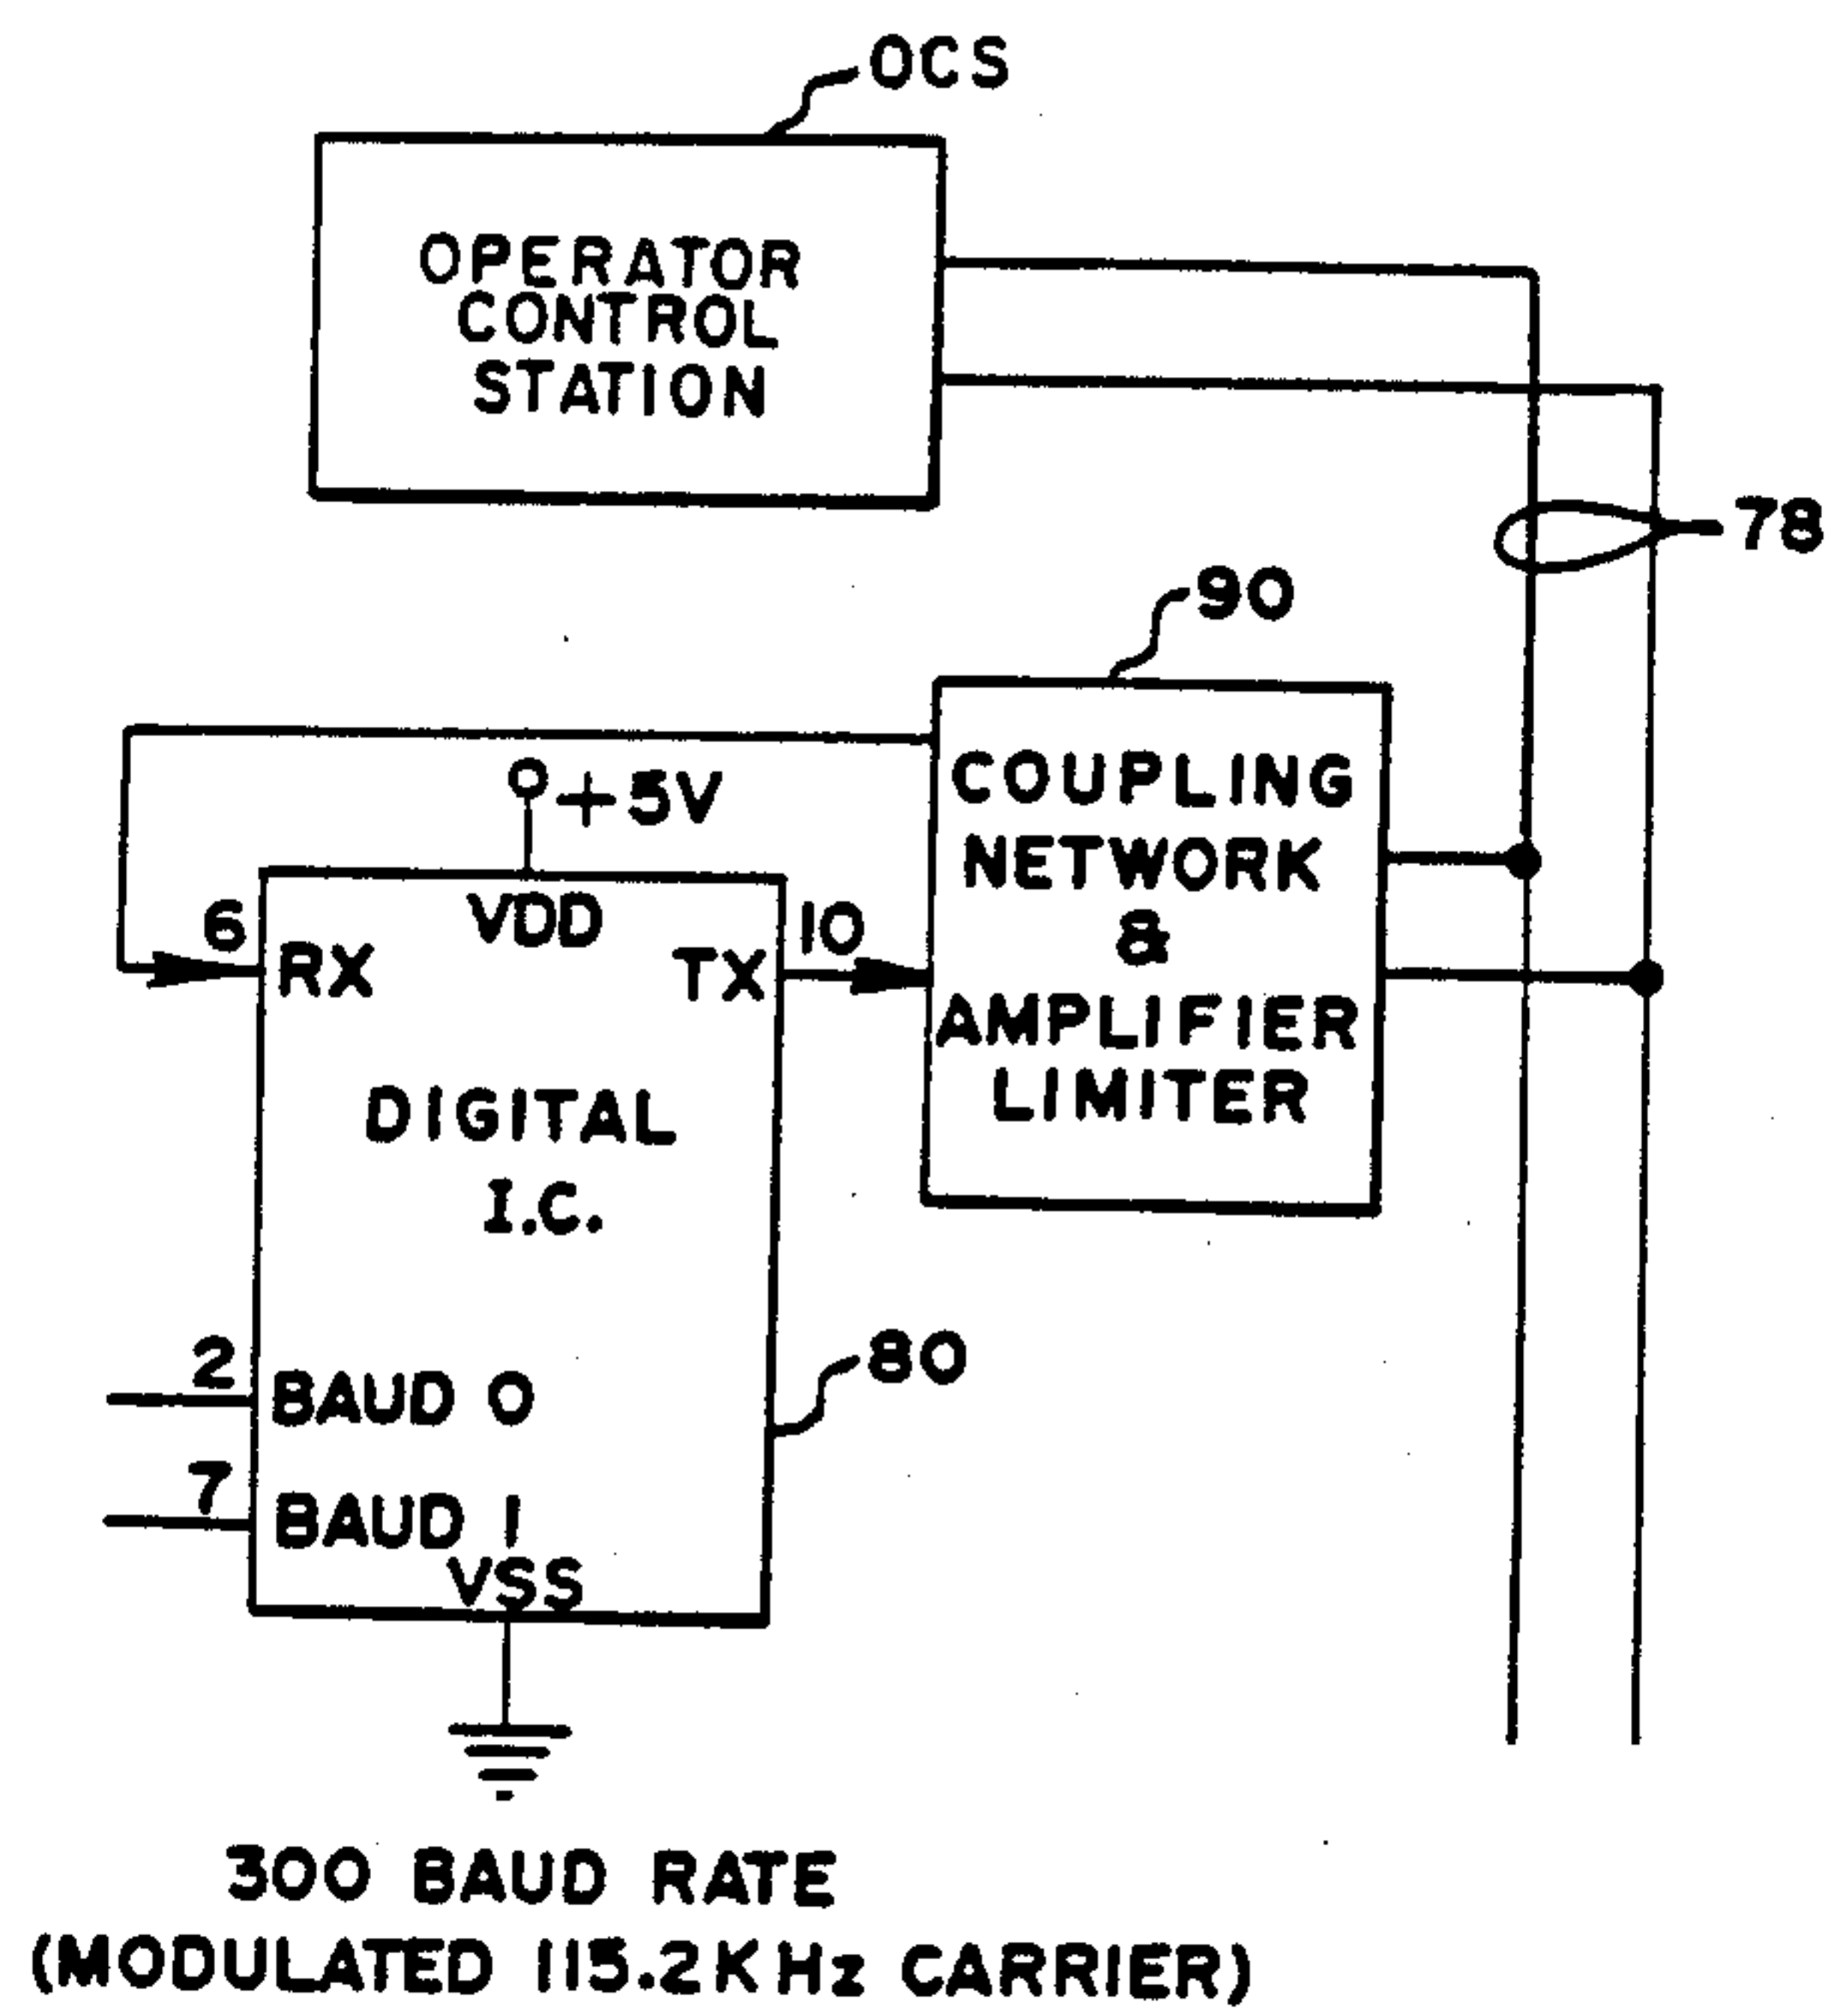 OCS
OPERATOR
CONTROL
STATION
78
90
COUPLING
NETWORK
&
AMPLIFIER
LIMITER
+5V
VDD
6
RX
TX
10
DIGITAL
I.C.
80
2
BAUD 0
7
BAUD 1
VSS
300 BAUD RATE
(MODULATED 115.2KHz CARRIER)